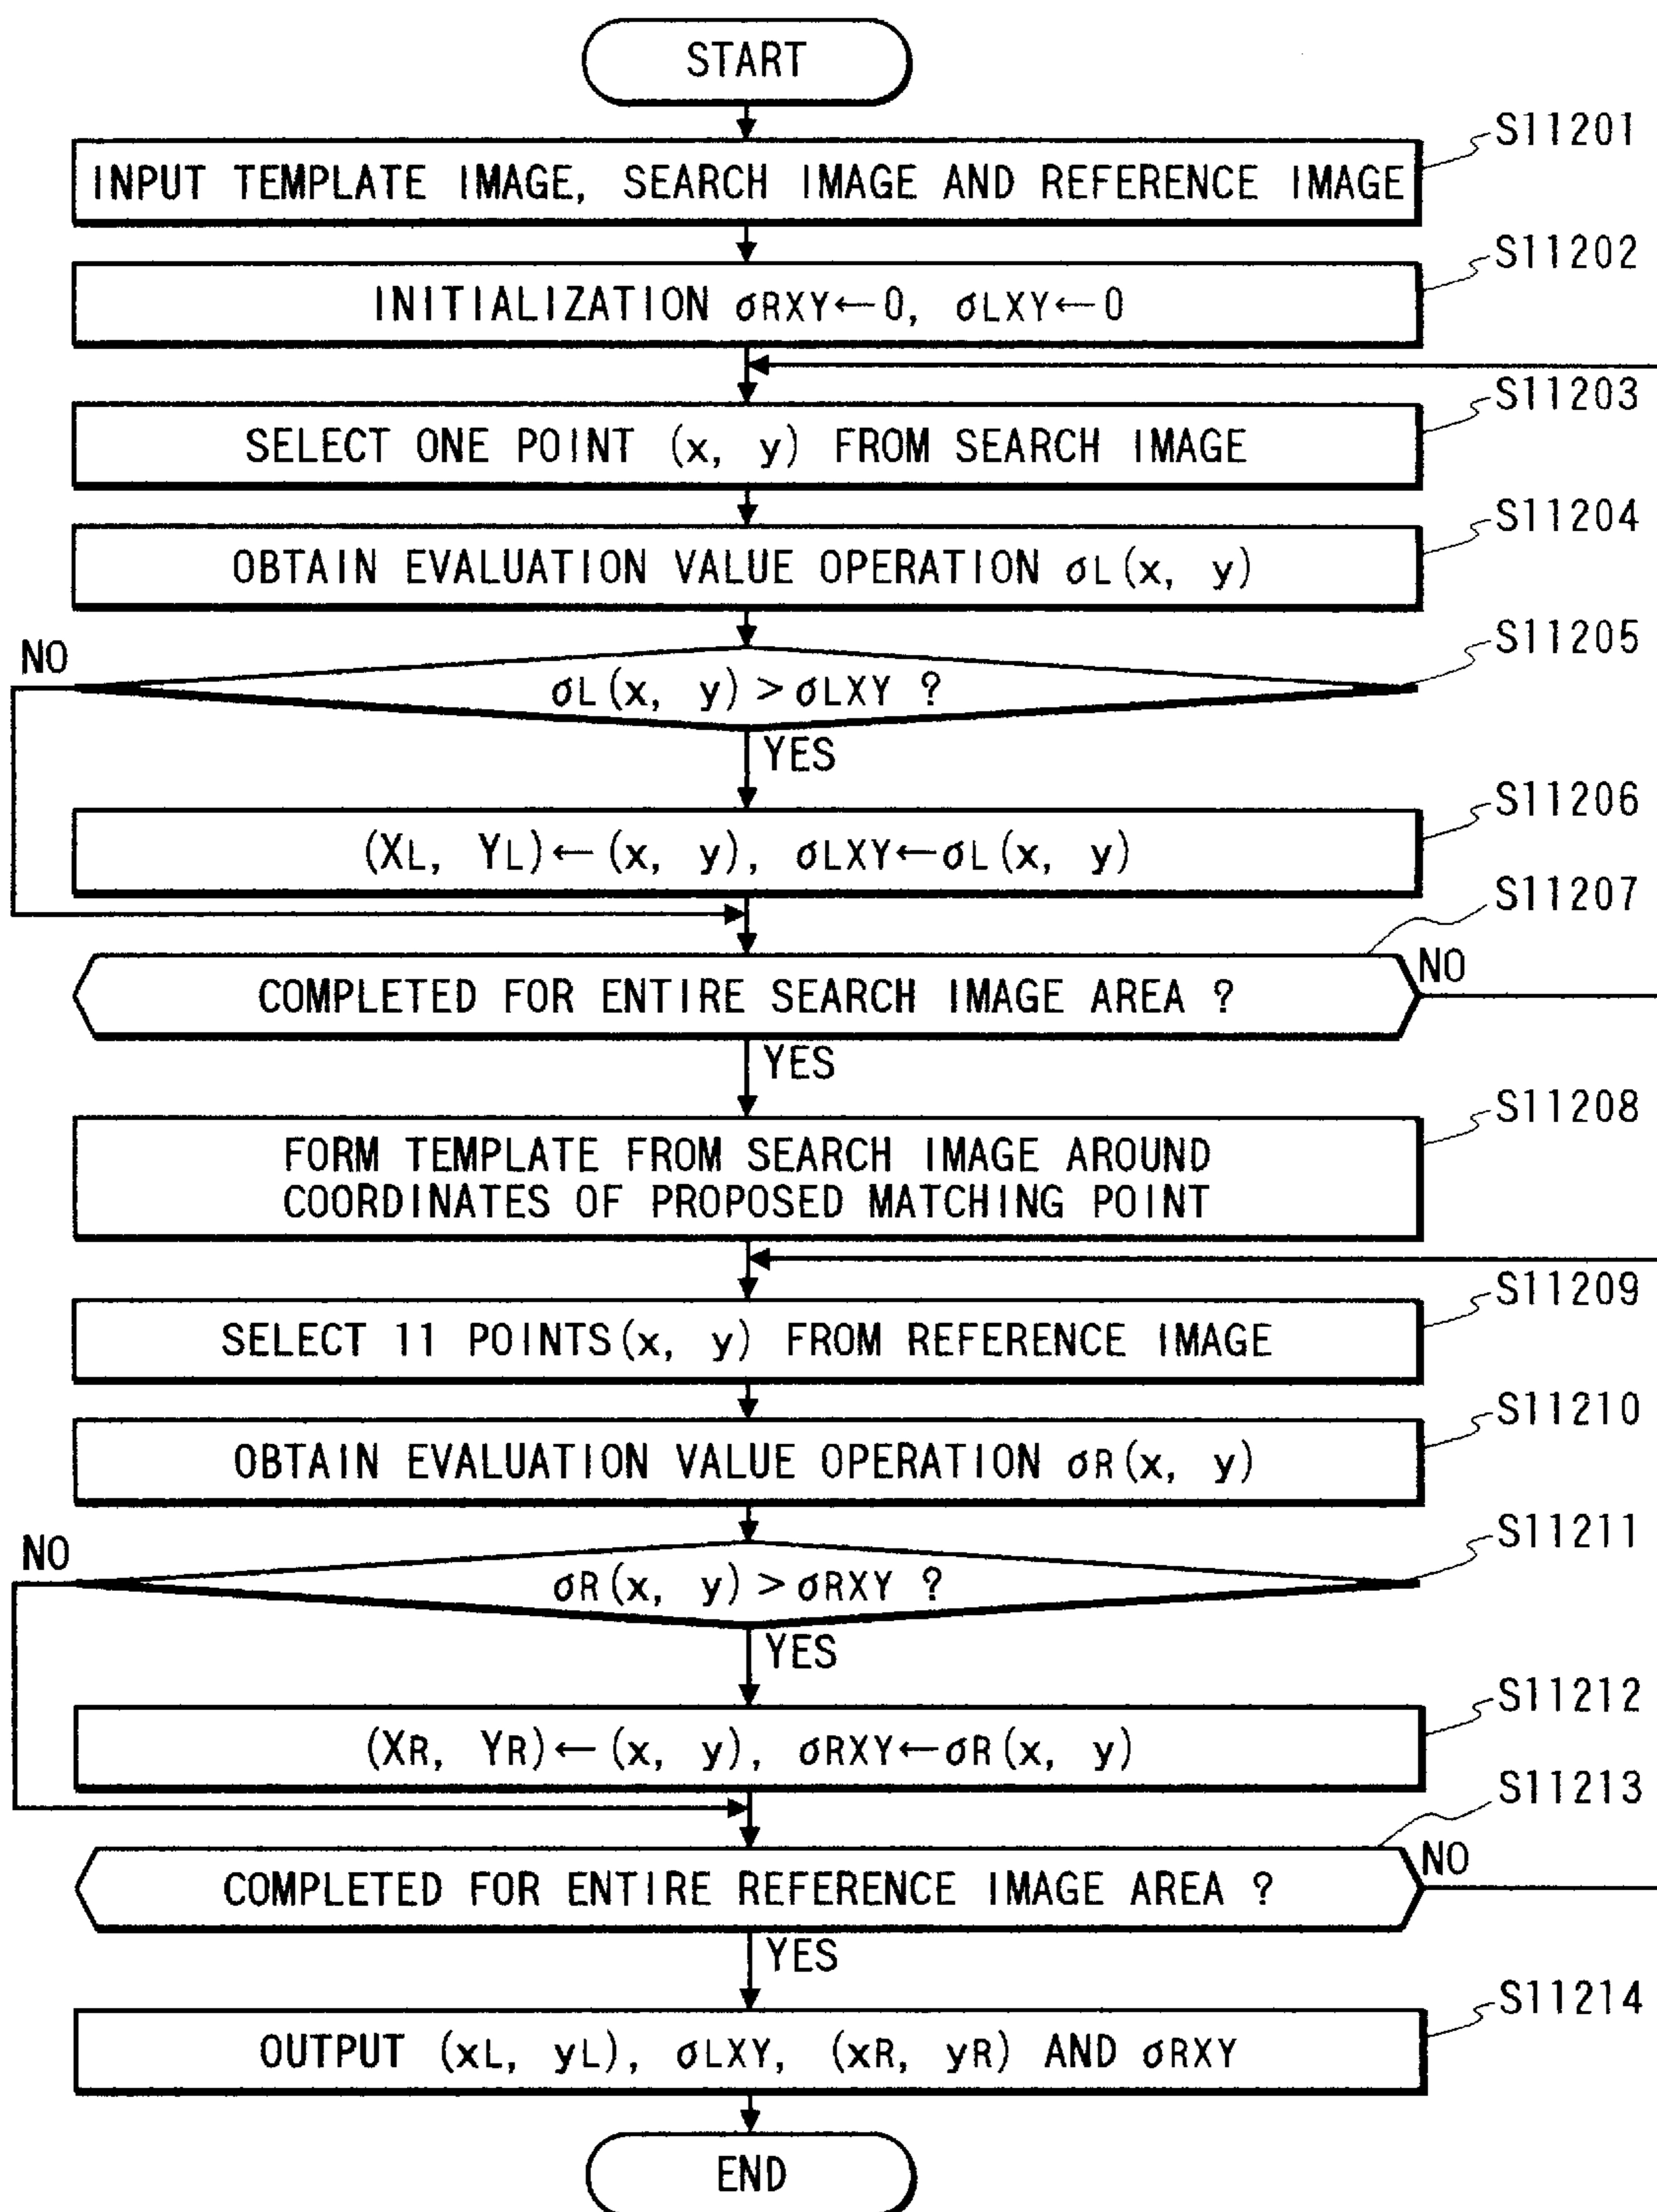 START
S11201
INPUT TEMPLATE IMAGE, SEARCH IMAGE AND REFERENCE IMAGE
S11202
INITIALIZATION σRXY←0, σLXY←0
S11203
SELECT ONE POINT (x, y) FROM SEARCH IMAGE
S11204
OBTAIN EVALUATION VALUE OPERATION σL(x, y)
S11205
NO
σL(x, y)>σLXY ?
YES
S11206
(XL, YL)←(x, y), σLXY←σL(x, y)
S11207
NO
COMPLETED FOR ENTIRE SEARCH IMAGE AREA ?
YES
S11208
FORM TEMPLATE FROM SEARCH IMAGE AROUND
COORDINATES OF PROPOSED MATCHING POINT
S11209
SELECT 11 POINTS(x, y) FROM REFERENCE IMAGE
S11210
OBTAIN EVALUATION VALUE OPERATION σR(x, y)
S11211
NO
σR(x, y)>σRXY ?
YES
S11212
(XR, YR)←(x, y), σRXY←σR(x, y)
S11213
NO
COMPLETED FOR ENTIRE REFERENCE IMAGE AREA ?
YES
S11214
OUTPUT (xL, yL), σLXY, (xR, yR) AND σRXY
END